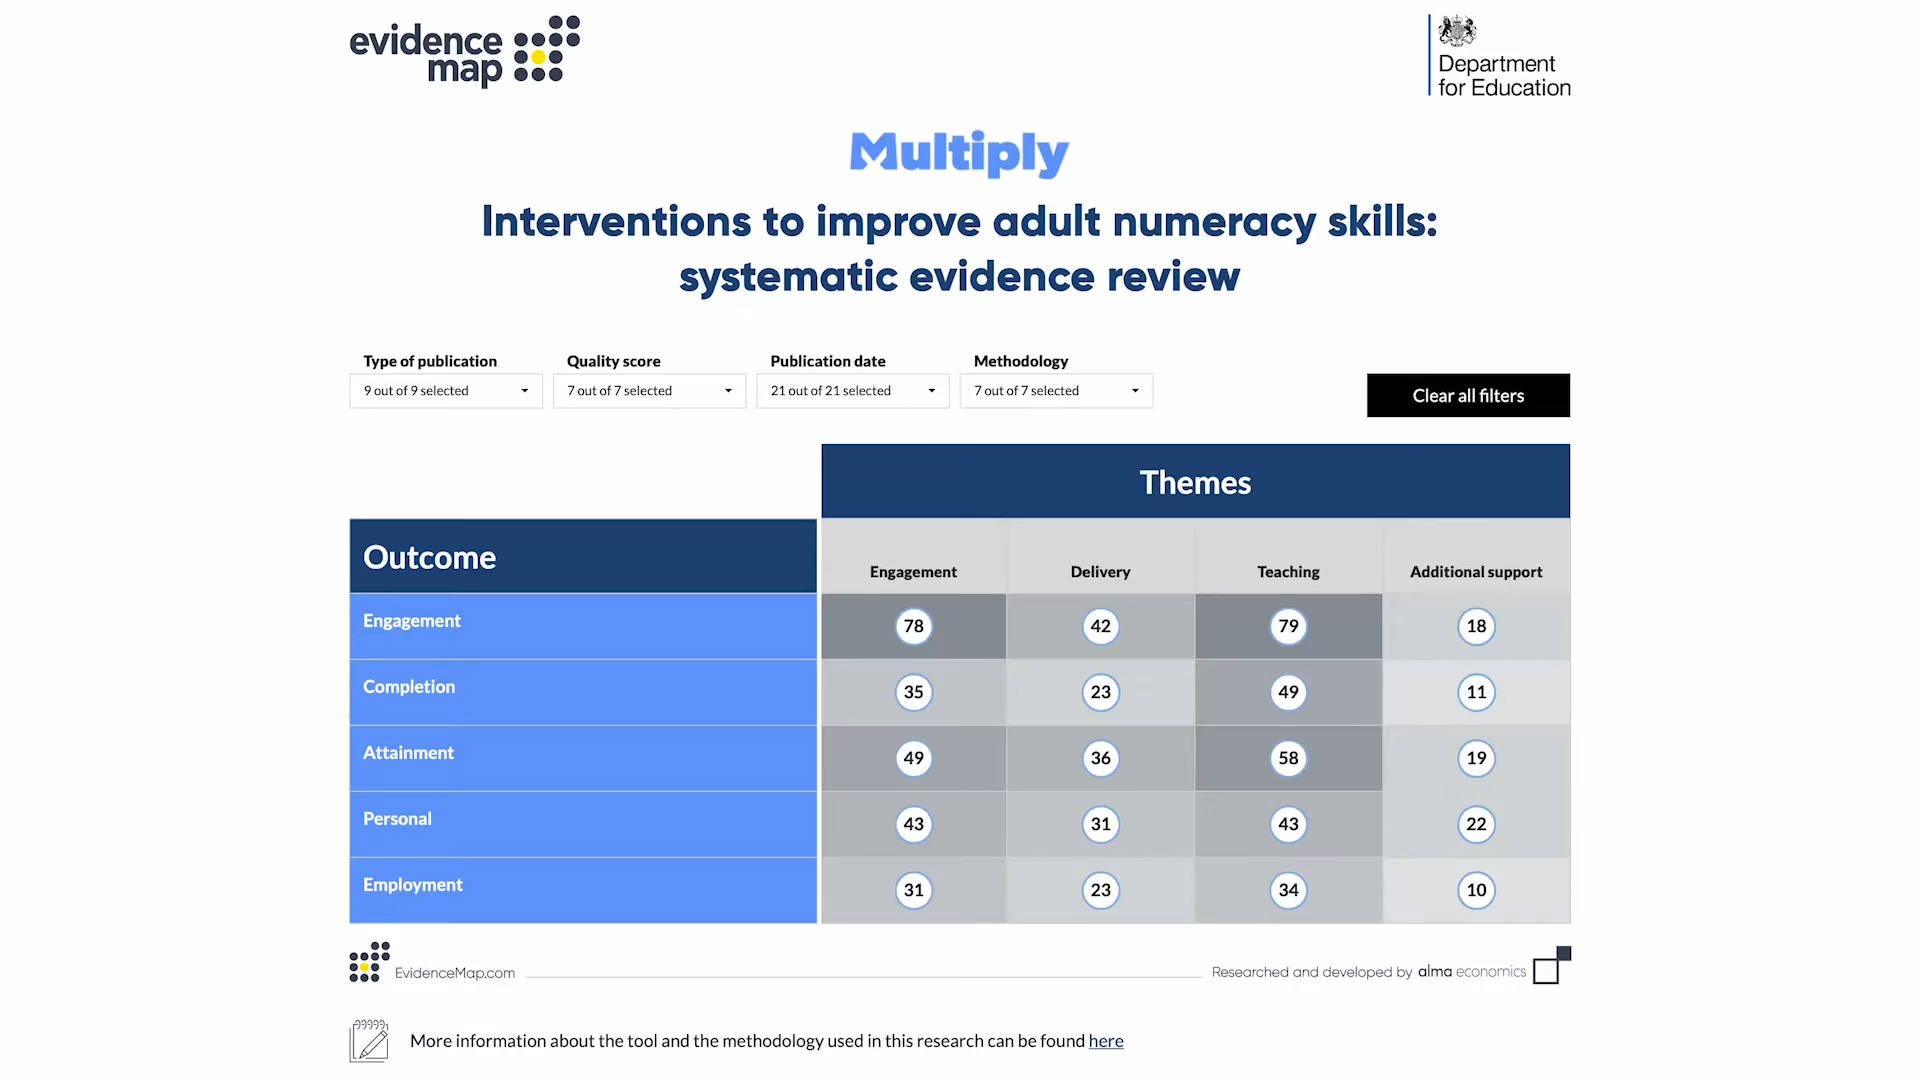 evidence
map
Department
for Education
Multiply
Interventions to improve adult numeracy skills:
systematic evidence review
Type of publication
Quality score
Publication date
Methodology
9 out of 9 selected
7 out of 7 selected
21 out of 21 selected
7 out of 7 selected
Clear all filters
Themes
Outcome
Engagement
Delivery
Teaching
Additional support
Engagement 78 42 79 18
Completion 35 23 49 11
Attainment 49 36 58 19
Personal 43 31 43 22
Employment 31 23 34 10
EvidenceMap.com
Researched and developed by alma economics
More information about the tool and the methodology used in this research can be found here